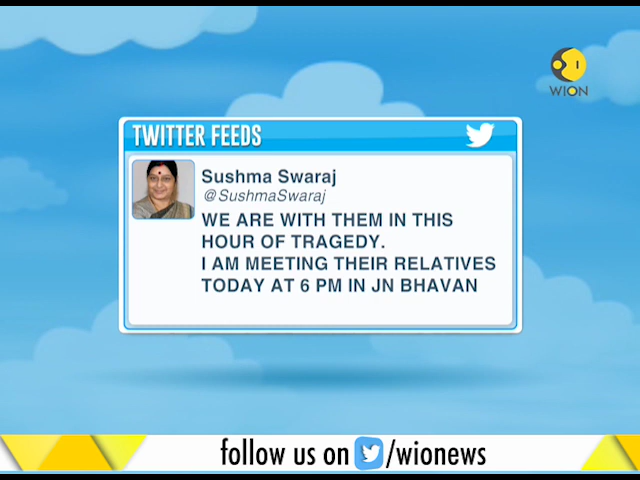 WION
TWITTER FEEDS
Sushma Swaraj
@SushmaSwaraj
WE ARE WITH THEM IN THIS
HOUR OF TRAGEDY.
I AM MEETING THEIR RELATIVES
TODAY AT 6 PM IN JN BHAVAN
follow us on /wionews